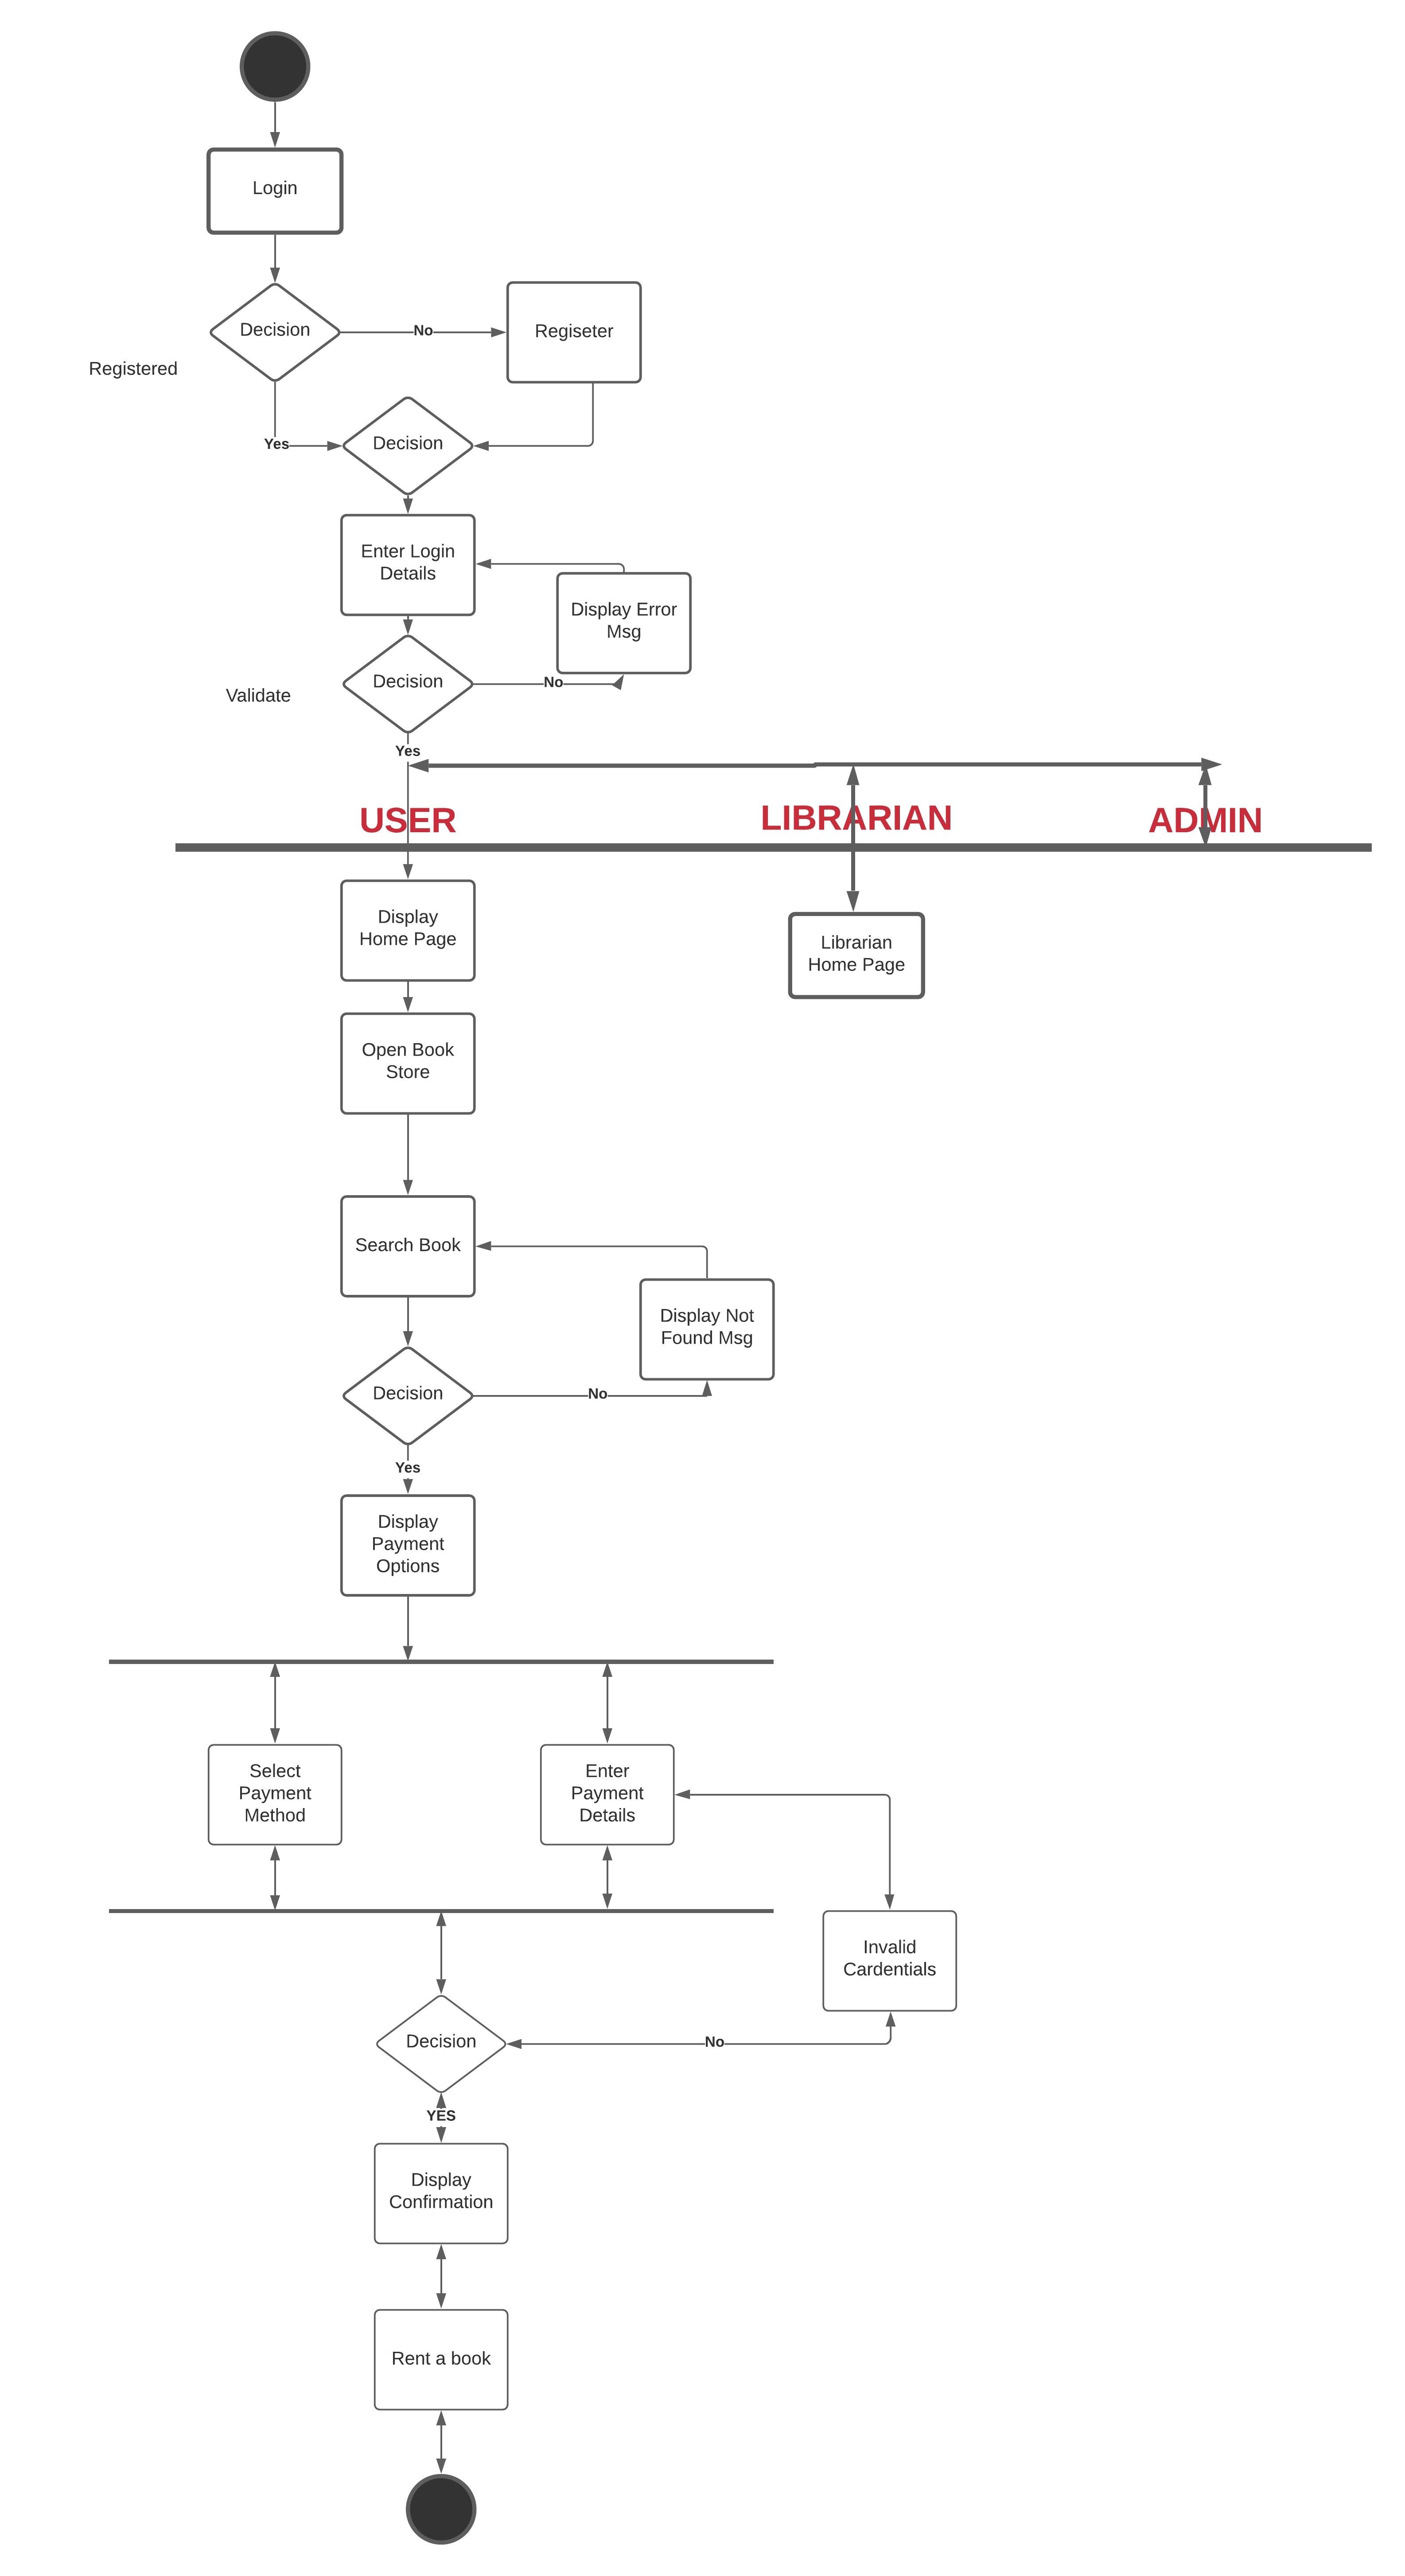 Login
Decision
No
Regiseter
Registered
Yes
Decision
Enter Login
Details
Display Error
Msg
Decision
No
Validate
Yes
USER
LIBRARIAN
ADMIN
Display
Home Page
Librarian
Home Page
Open Book
Store
Search Book
Display Not
Found Msg
Decision
No
Yes
Display
Payment
Options
Select
Payment
Method
Enter
Payment
Details
Invalid
Cardentials
Decision
No
YES
Display
Confirmation
Rent a book